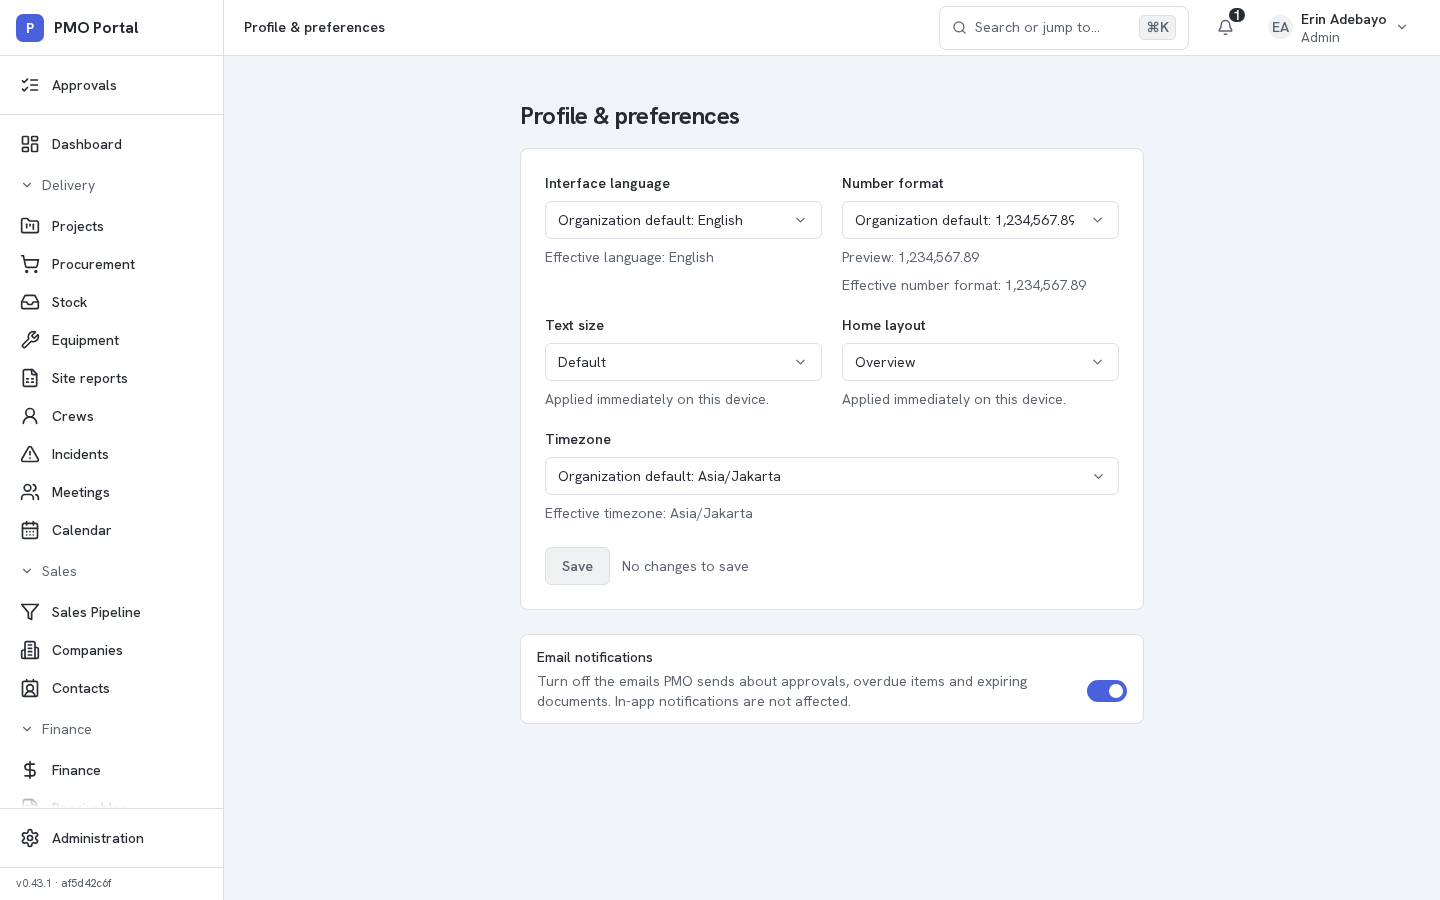 P PMO Portal
Profile & preferences
Search or jump to...
⌘K
1
EA
Erin Adebayo
Admin
Approvals
Dashboard
Delivery
Projects
Procurement
Stock
Equipment
Site reports
Crews
Incidents
Meetings
Calendar
Sales
Sales Pipeline
Companies
Contacts
Finance
Finance
Receivables
Administration
v0.43.1 · af5d42c6f
Profile & preferences
Interface language
Organization default: English
Effective language: English
Number format
Organization default: 1,234,567.89
Preview: 1,234,567.89
Effective number format: 1,234,567.89
Text size
Default
Applied immediately on this device.
Home layout
Overview
Applied immediately on this device.
Timezone
Organization default: Asia/Jakarta
Effective timezone: Asia/Jakarta
Save
No changes to save
Email notifications
Turn off the emails PMO sends about approvals, overdue items and expiring
documents. In-app notifications are not affected.